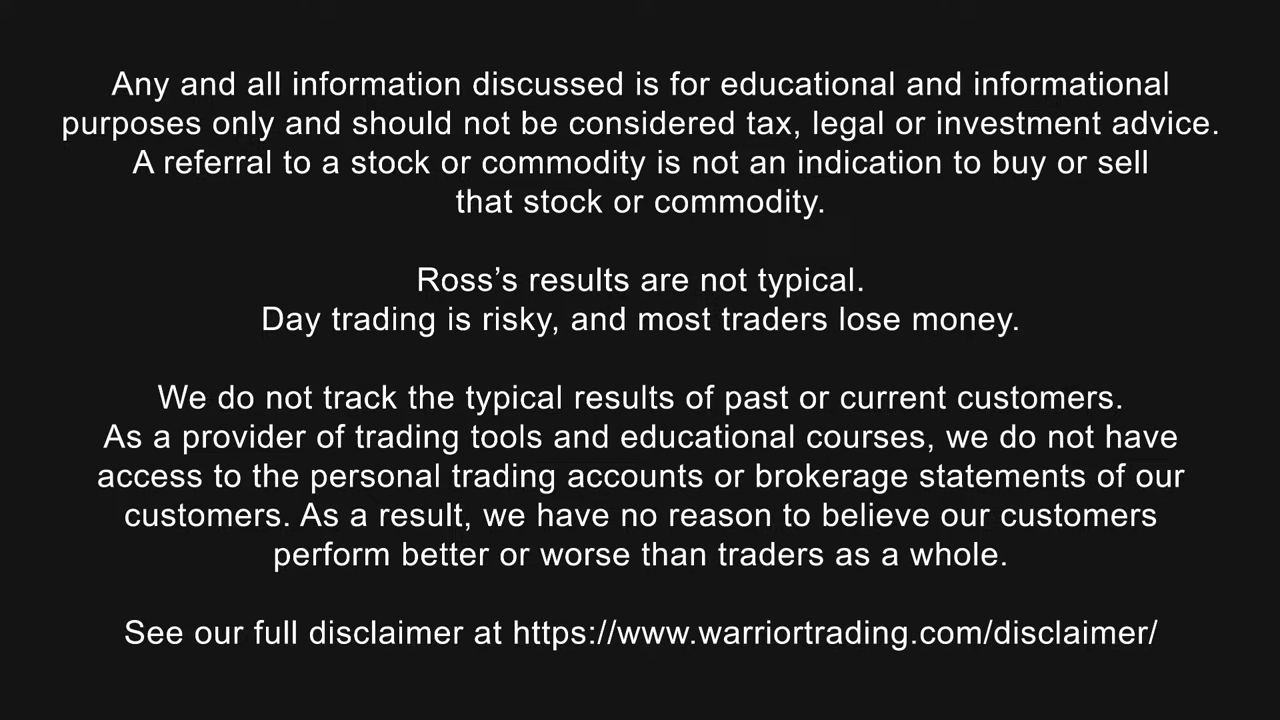 Any and all information discussed is for educational and informational
purposes only and should not be considered tax, legal or investment advice.
A referral to a stock or commodity is not an indication to buy or sell
that stock or commodity.
Ross’s results are not typical.
Day trading is risky, and most traders lose money.
We do not track the typical results of past or current customers.
As a provider of trading tools and educational courses, we do not have
access to the personal trading accounts or brokerage statements of our
customers. As a result, we have no reason to believe our customers
perform better or worse than traders as a whole.
See our full disclaimer at https://www.warriortrading.com/disclaimer/